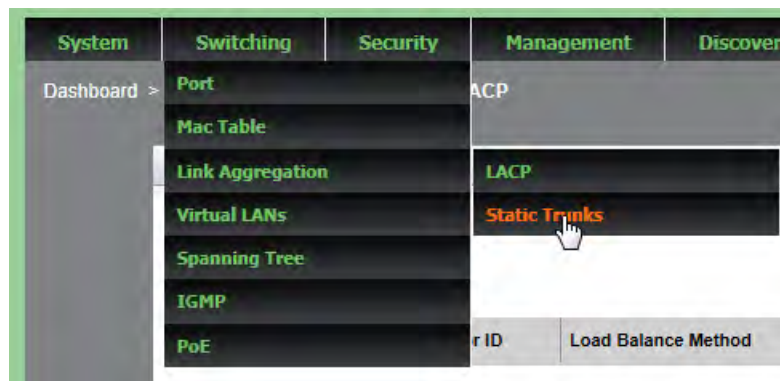 System Switching Security Management Discover
Dashboard > ACP
Port
Mac Table
Link Aggregation LACP
Virtual LANs Static Trunks
Spanning Tree
IGMP
PoE r ID Load Balance Method